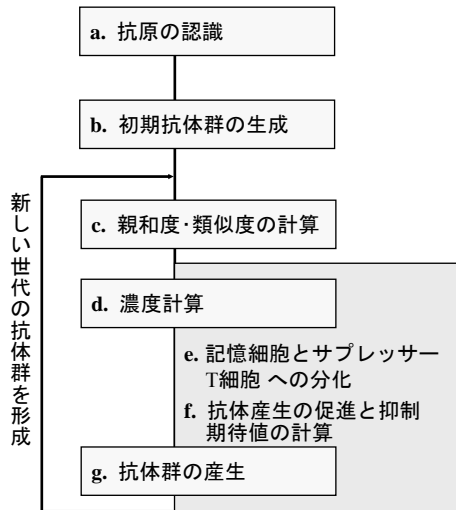 a. 抗原の認識
b. 初期抗体群の生成
新しい世代の抗体群を形成
c. 親和度・類似度の計算
d. 濃度計算
e. 記憶細胞とサプレッサー
T細胞 への分化
f. 抗体産生の促進と抑制
期待値の計算
g. 抗体群の産生